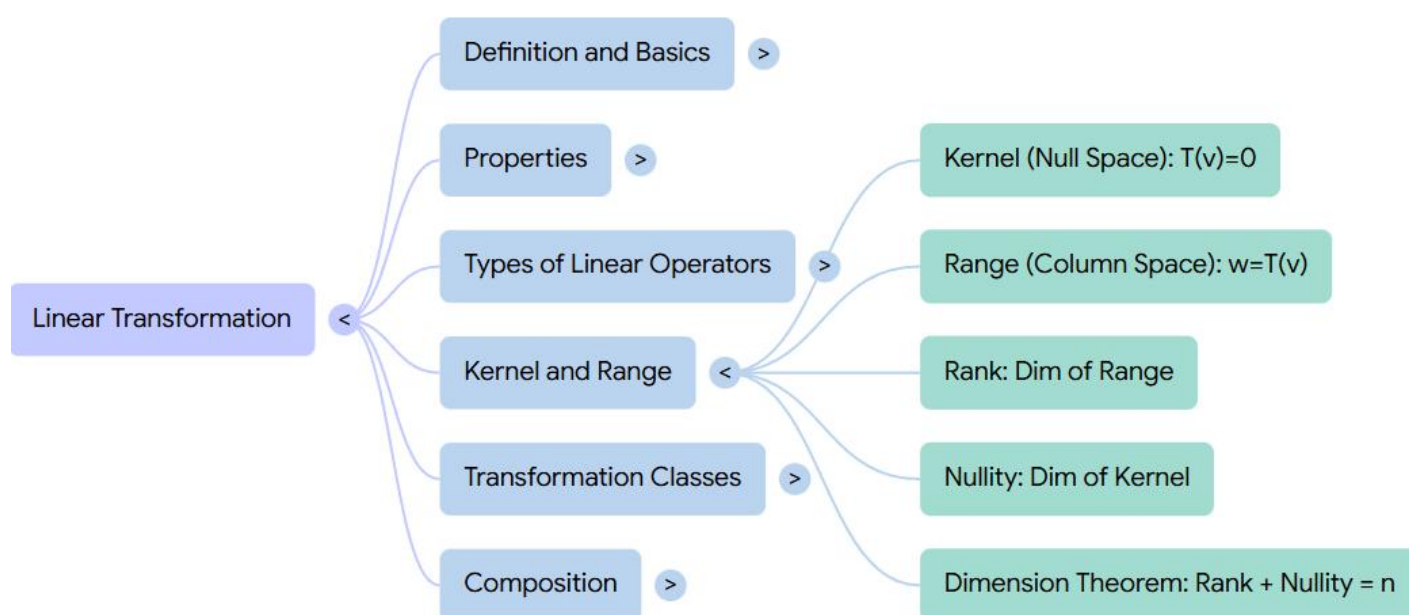 Linear Transformation
<
Definition and Basics
>
Properties
>
Types of Linear Operators
>
Kernel and Range
<
Kernel (Null Space): T(v)=0
Range (Column Space): w=T(v)
Rank: Dim of Range
Nullity: Dim of Kernel
Dimension Theorem: Rank + Nullity = n
Transformation Classes
>
Composition
>